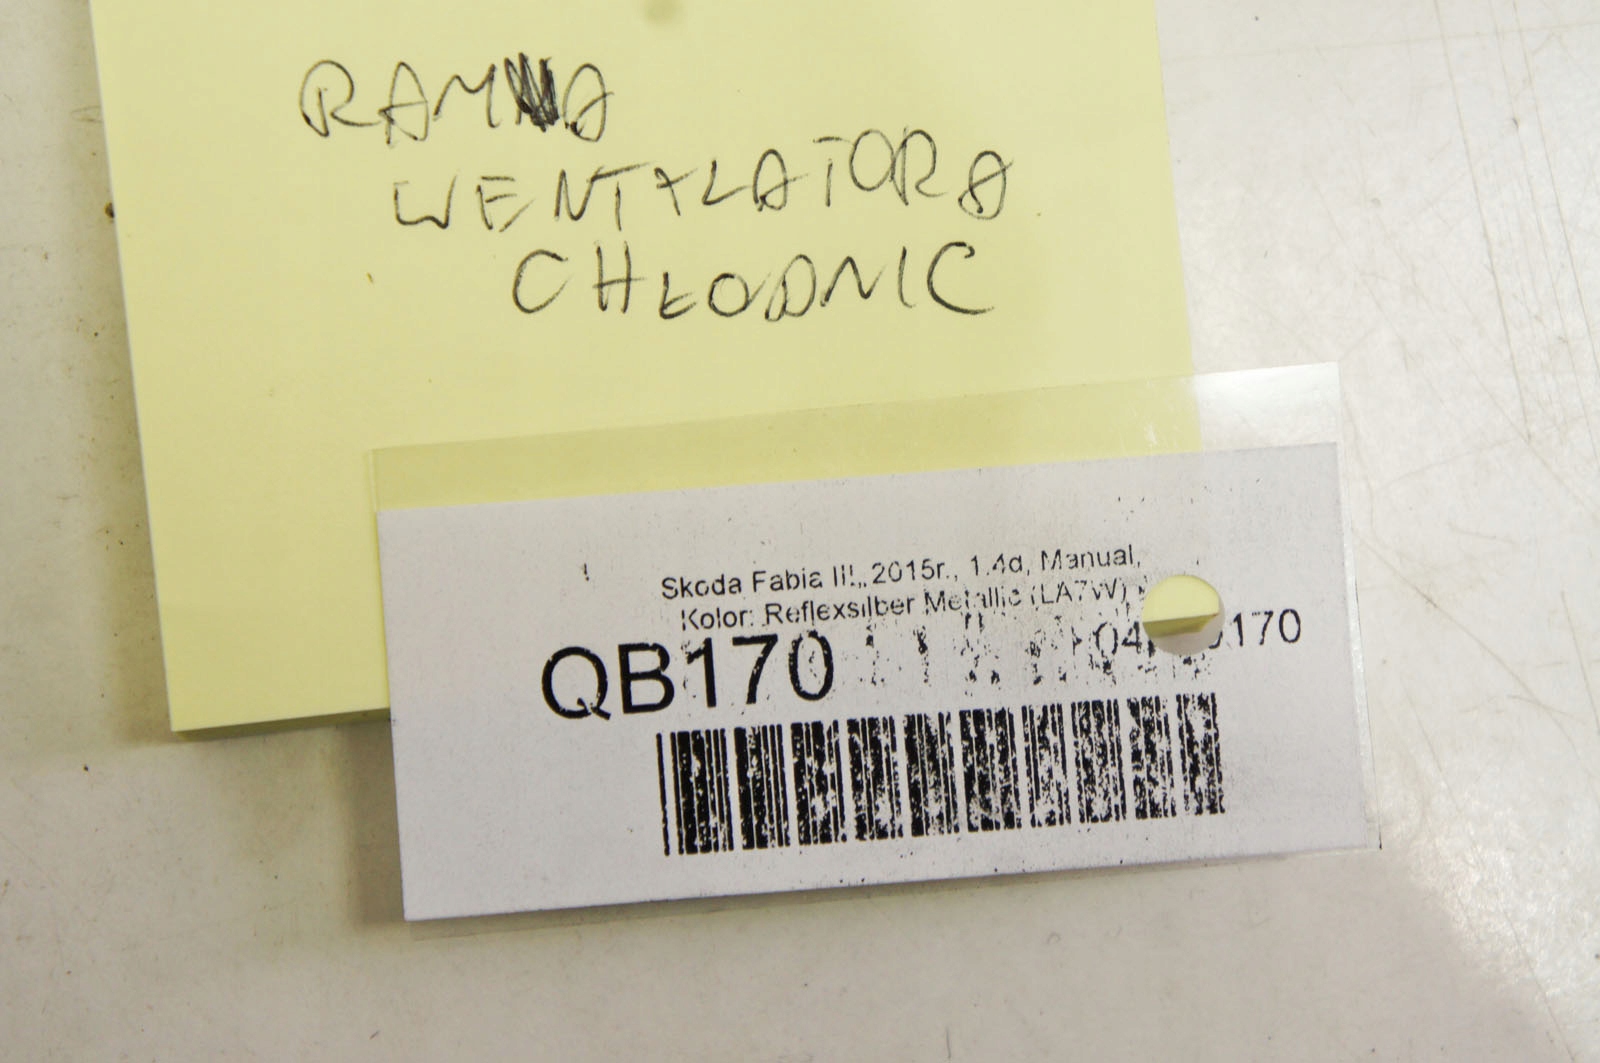 RAMA
WENTYLATORA
CHŁODNIC
Skoda Fabia III, 2015r., 1.4d, Manual,
Kolor: Reflexsilber Metallic (LA7W)
QB170